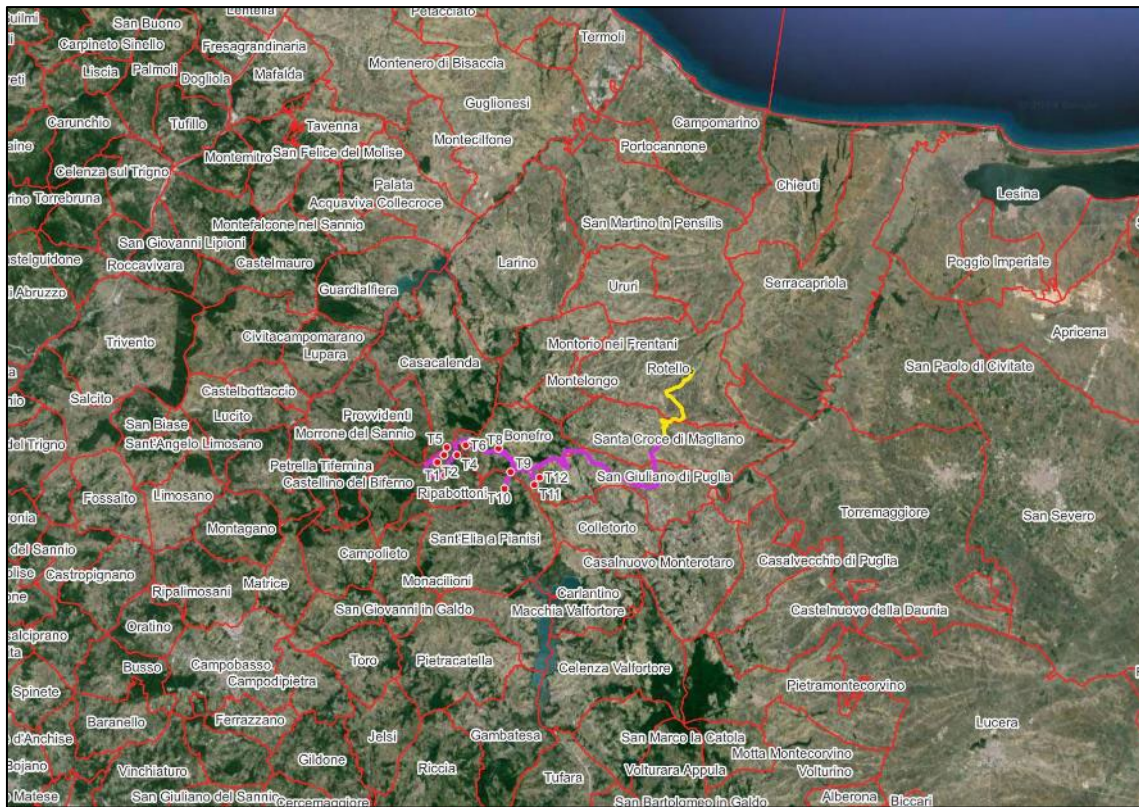 Guilmi
San Buono
Lentella
Petacciato
Termoli
Carpineto Sinello
Fresagrandinaria
Montenero di Bisaccia
Liscia
Palmoli
Dogliola
Mafalda
Guglionesi
Carunchio
Tufillo
Tavenna
Montecilfone
Campomarino
Portocannone
Montemitro
San Felice del Molise
Celenza sul Trigno
Torrebruna
Palata
Acquaviva Collecroce
Chieuti
Lesina
Montefalcone nel Sannio
San Martino in Pensilis
San Giovanni Lipioni
Roccavivara
Castelmauro
Larino
Poggio Imperiale
Guardialfiera
Ururi
Serracapriola
Apricena
Trivento
Civitacampomarano
Lupara
Casacalenda
Montorio nei Frentani
Rotello
San Paolo di Civitate
Salcito
Castelbottaccio
Montelongo
Lucito
Provvidenti
San Biase
Morrone del Sannio
Sant'Angelo Limosano
del Trigno
T5
T6
T8
Bonefro
Santa Croce di Magliano
T2
T4
Petrella Tifernina
T1
T9
Castellino del Biferno
Ripabottoni
T10
T12
T11
San Giuliano di Puglia
Fossalto
Limosano
Torremaggiore
San Severo
Montagano
Sant'Elia a Pianisi
Colletorto
Campolieto
Casalnuovo Monterotaro
Casalvecchio di Puglia
del Sannio
Castropignano
Ripalimosani
Matrice
Monacilioni
Carlantino
San Giovanni in Galdo
Macchia Valfortore
Castelnuovo della Daunia
Oratino
Busso
Campobasso
Campodipietra
Toro
Pietracatella
Celenza Valfortore
Spinete
Pietramontecorvino
Baranello
Ferrazzano
Lucera
d'Anchise
Jelsi
Gambatesa
San Marco la Catola
Motta Montecorvino
Bojano
Vinchiaturo
Gildone
Riccia
Tufara
Volturara Appula
Volturino
Matese
San Giuliano del Sannio
Cercemaggiore
San Bartolomeo in Galdo
Alberona
Biccari